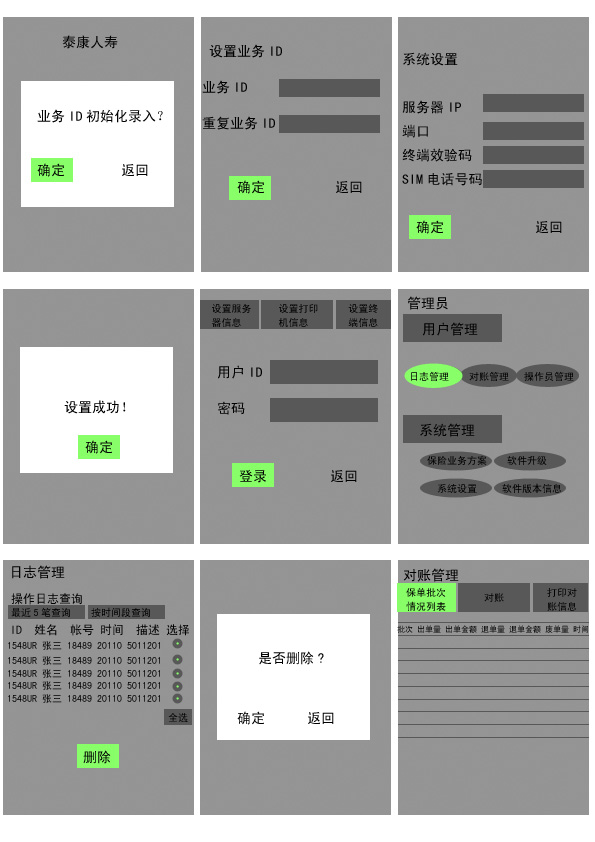 泰康人寿
业务 ID 初始化录入?
确定 返回
设置业务 ID
业务 ID
重复业务 ID
确定 返回
系统设置
服务器 IP
端口
终端效验码
SIM 电话号码
确定 返回
设置成功!
确定
设置服务
器信息
设置打印
机信息
设置终
端信息
用户 ID
密码
登录 返回
管理员
用户管理
日志管理 对账管理 操作员管理
系统管理
保险业务方案 软件升级
系统设置 软件版本信息
日志管理
操作日志查询
最近 5 笔查询 按时间段查询
ID 姓名 帐号 时间 描述 选择
1548UR 张三 18489 20110 5011201
1548UR 张三 18489 20110 5011201
1548UR 张三 18489 20110 5011201
1548UR 张三 18489 20110 5011201
1548UR 张三 18489 20110 5011201
全选
删除
是否删除 ?
确定 返回
对账管理
保单批次
情况列表
对账
打印对
账信息
批次 出单量 出单金额 退单量 退单金额 废单量 时间